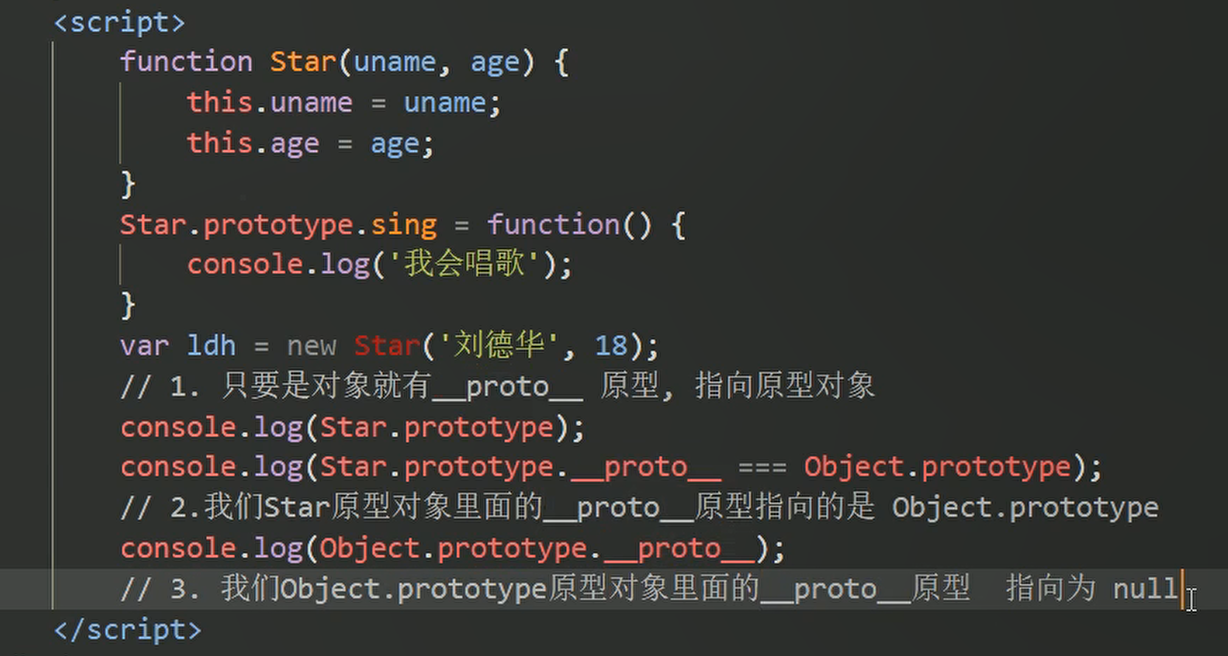 <script>
function Star(uname, age) {
this.uname = uname;
this.age = age;
}
Star.prototype.sing = function() {
console.log('我会唱歌');
}
var ldh = new Star('刘德华', 18);
// 1. 只要是对象就有__proto__ 原型, 指向原型对象
console.log(Star.prototype);
console.log(Star.prototype.__proto__ === Object.prototype);
// 2.我们Star原型对象里面的__proto__原型指向的是 Object.prototype
console.log(Object.prototype.__proto__);
// 3. 我们Object.prototype原型对象里面的__proto__原型  指向为 null
</script>